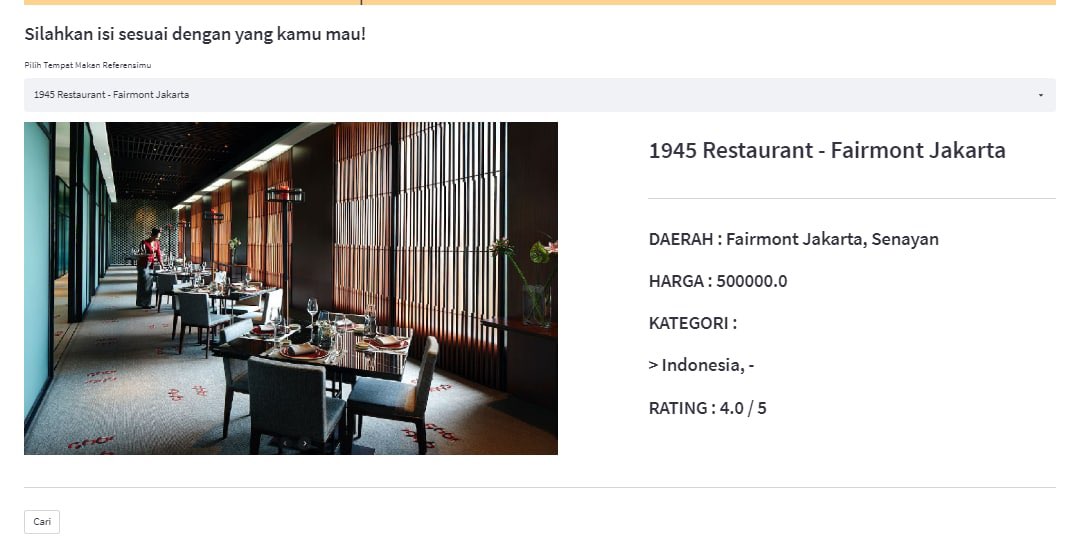 Silahkan isi sesuai dengan yang kamu mau!
Pilih Tempat Makan Referensimu
1945 Restaurant - Fairmont Jakarta
1945 Restaurant - Fairmont Jakarta
DAERAH : Fairmont Jakarta, Senayan
HARGA : 500000.0
KATEGORI :
> Indonesia, -
RATING : 4.0 / 5
Cari